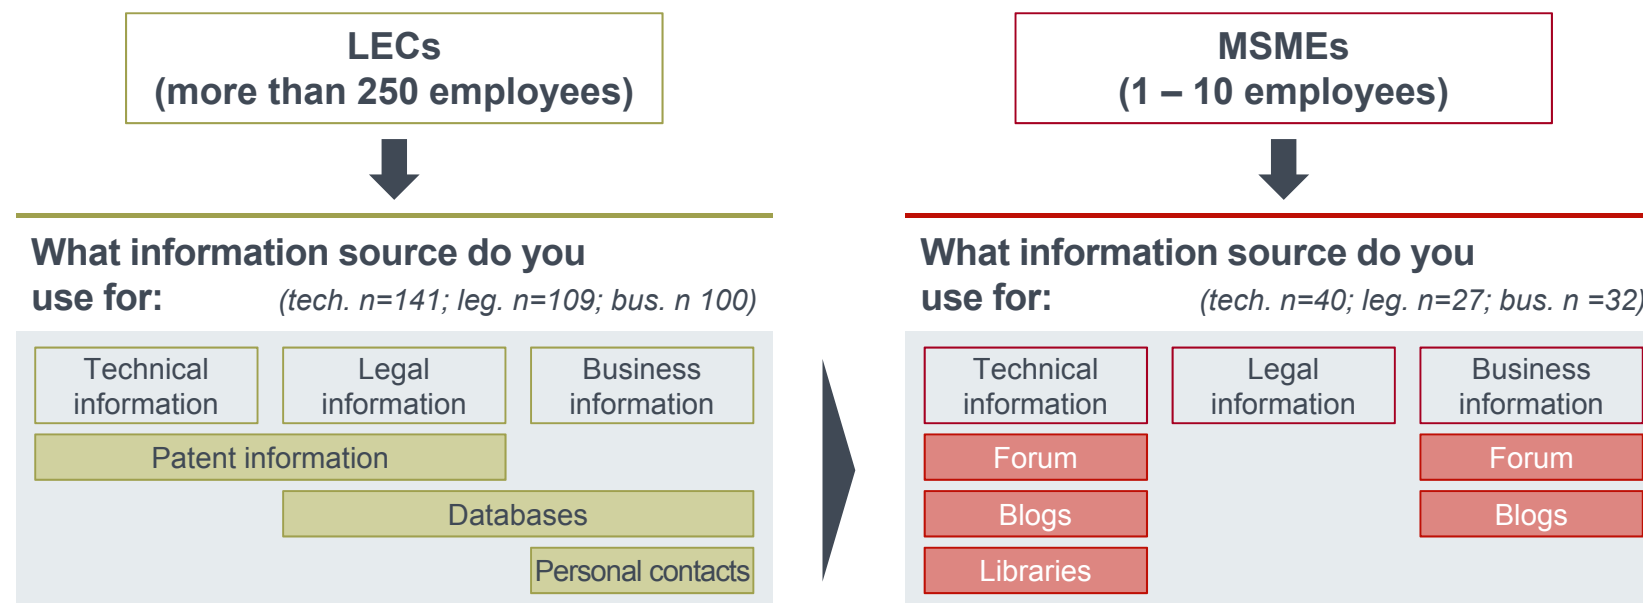 LECs
(more than 250 employees)
What information source do you
use for: (tech. n=141; leg. n=109; bus. n 100)
Technical
information
Legal
information
Business
information
Patent information
Databases
Personal contacts
MSMEs
(1 – 10 employees)
What information source do you
use for: (tech. n=40; leg. n=27; bus. n =32)
Technical
information
Legal
information
Business
information
Forum
Forum
Blogs
Blogs
Libraries